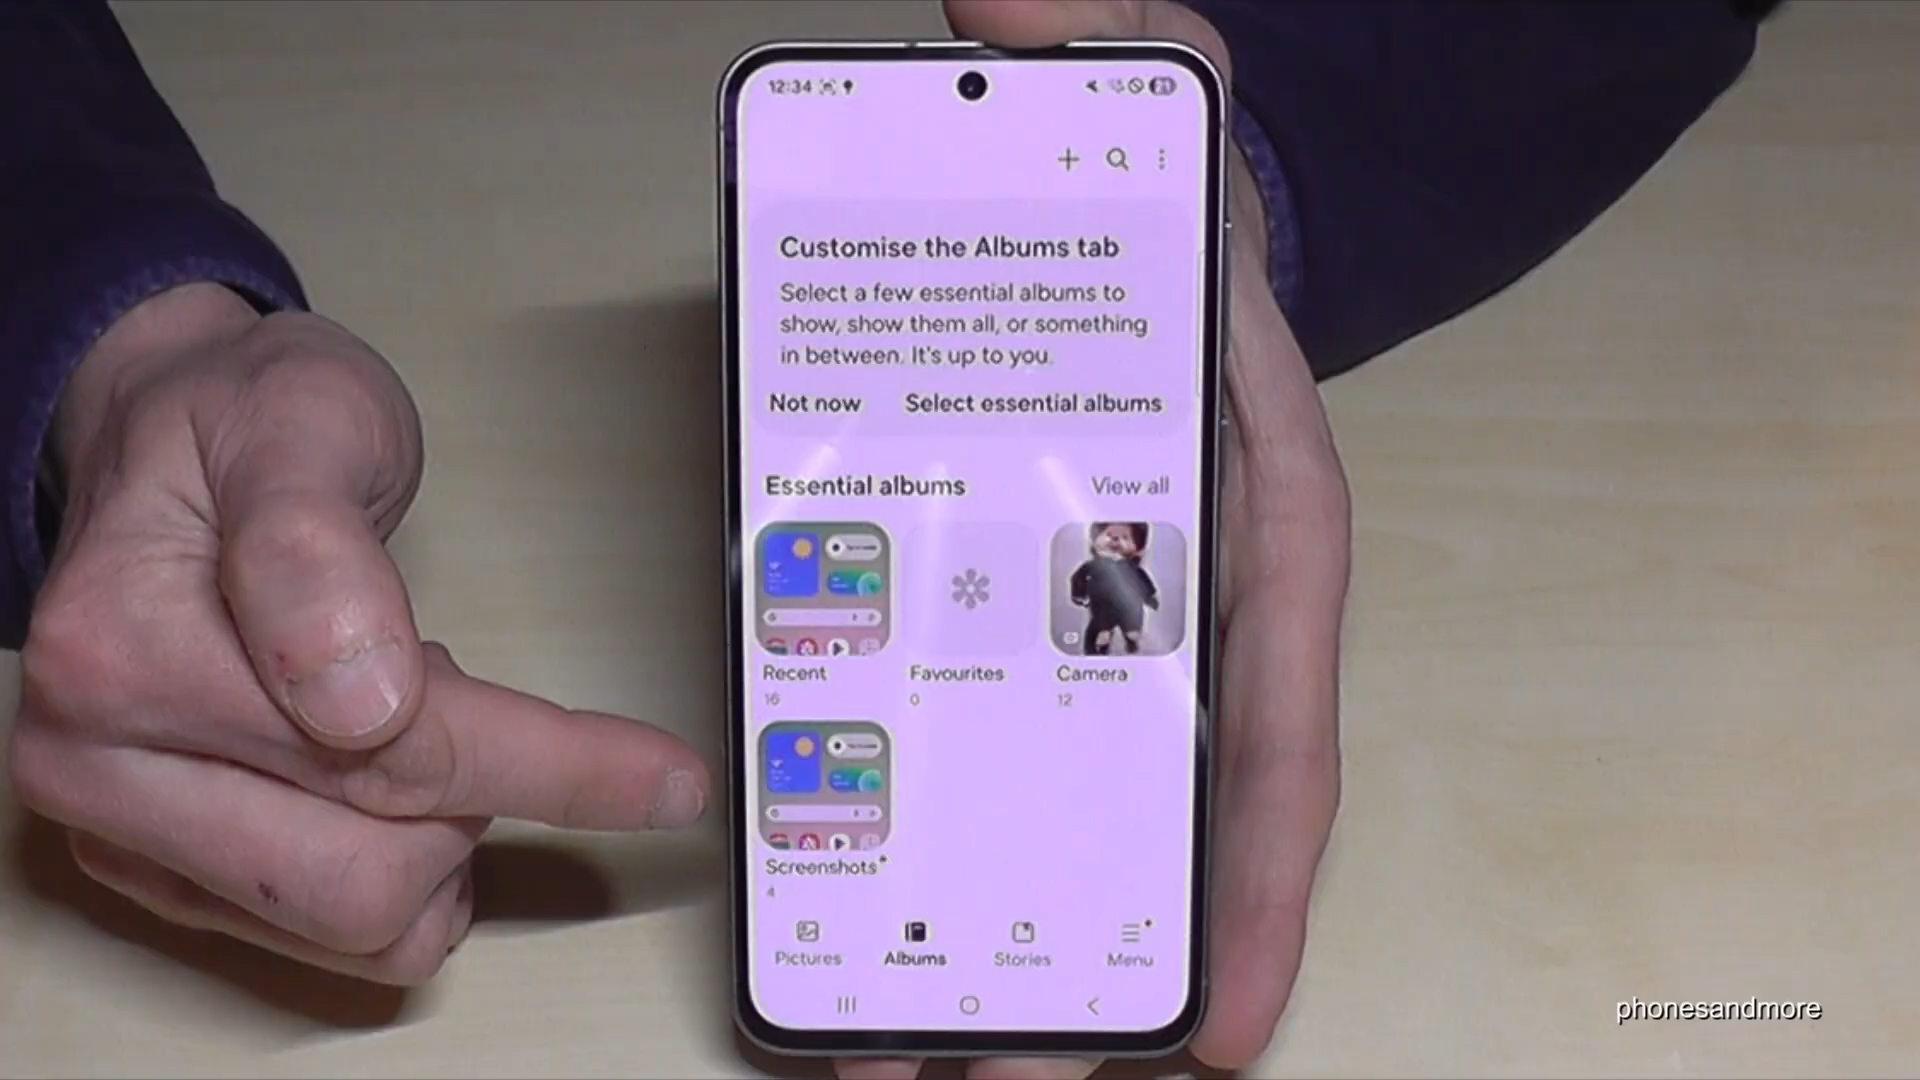 12:34
21
Customise the Albums tab
Select a few essential albums to
show, show them all, or something
in between. It's up to you.
Not now Select essential albums
Essential albums View all
Recent Favourites Camera
16 0 12
Screenshots
4
Pictures Albums Stories Menu
phonesandmore